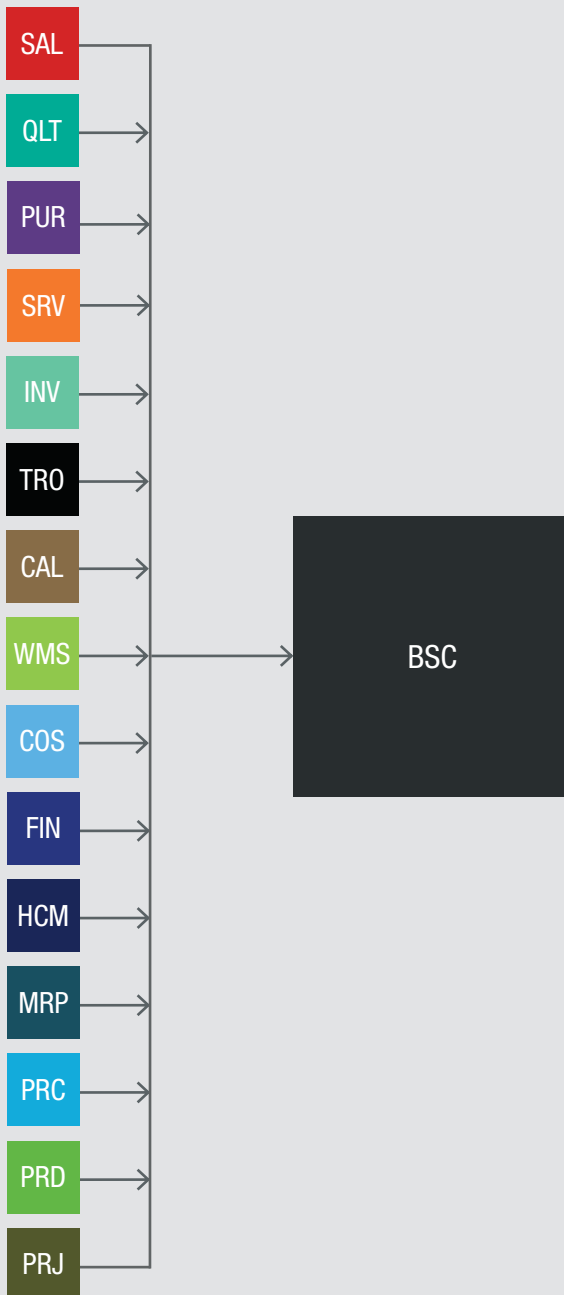 SAL
QLT
PUR
SRV
INV
TRO
CAL
WMS
BSC
COS
FIN
HCM
MRP
PRC
PRD
PRJ